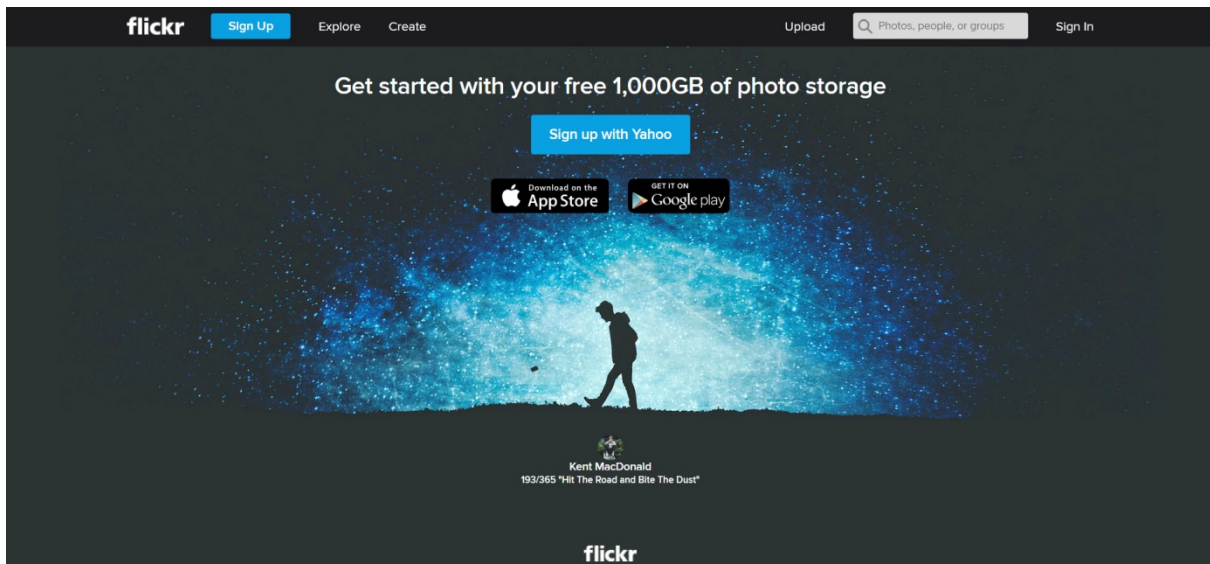 flickr
Sign Up
Explore
Create
Upload
Photos, people, or groups
Sign In
Get started with your free 1,000GB of photo storage
Sign up with Yahoo
Download on the
App Store
GET IT ON
Google play
Kent MacDonald
193/365 "Hit The Road and Bite The Dust"
flickr